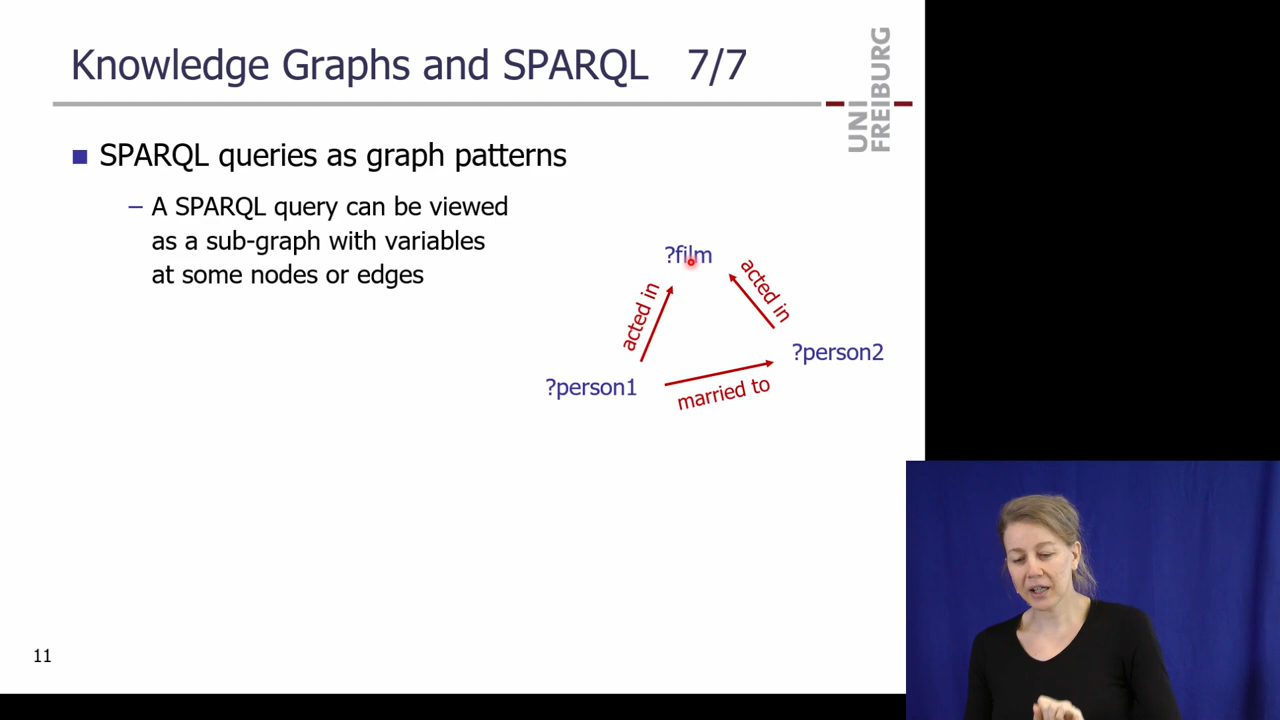 Knowledge Graphs and SPARQL 7/7
UNI
FREIBURG
■ SPARQL queries as graph patterns
– A SPARQL query can be viewed
as a sub-graph with variables
at some nodes or edges
?film
acted in
acted in
?person2
?person1
married to
11